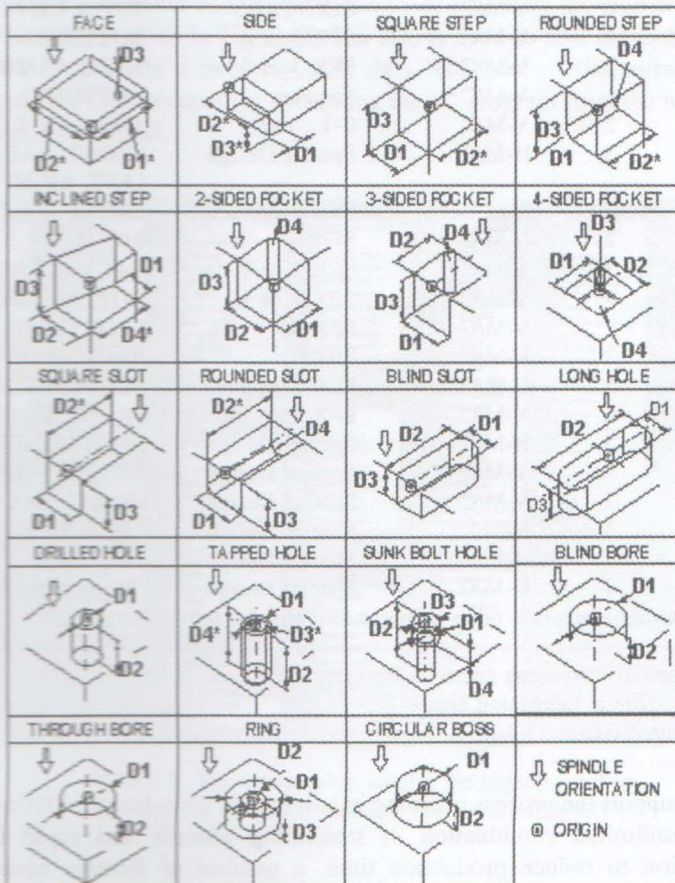 FACE SIDE SQUARE STEP ROUNDED STEP
D3
D2* D1*
D2*
D3* D1
D3
D1 D2*
D4
D3
D1 D2*
INCLINED STEP 2-SIDED POCKET 3-SIDED POCKET 4-SIDED POCKET
D3 D1
D2 D4*
D4
D3
D2 D1
D2 D4
D3
D1
D3
D1 D2
D4
SQUARE SLOT ROUNDED SLOT BLIND SLOT LONG HOLE
D2*
D1 D3
D2*
D4
D1 D3
D2 D1
D3
D1
D2
D3
DRILLED HOLE TAPPED HOLE SUNK BOLT HOLE BLIND BORE
D1
D2
D1
D4* D3*
D2
D3
D2 D1
D4
D1
D2
THROUGH BORE RING CIRCULAR BOSS
D1
D2
D2
D1
D3
D1
D2
SPINDLE
ORIENTATION
ORIGIN